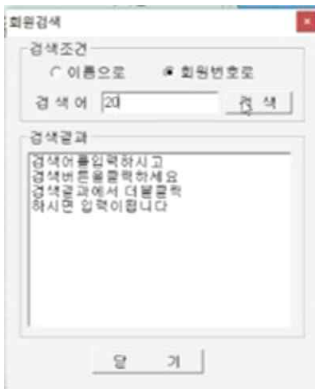 회원검색
검색조건
이름으로 회원번호로
검 색 어 20 검 색
검색결과
검색어를입력하시고
검색버튼을클릭하세요
검색결과에서 더블클릭
하시면 입력이됩니다
닫 기